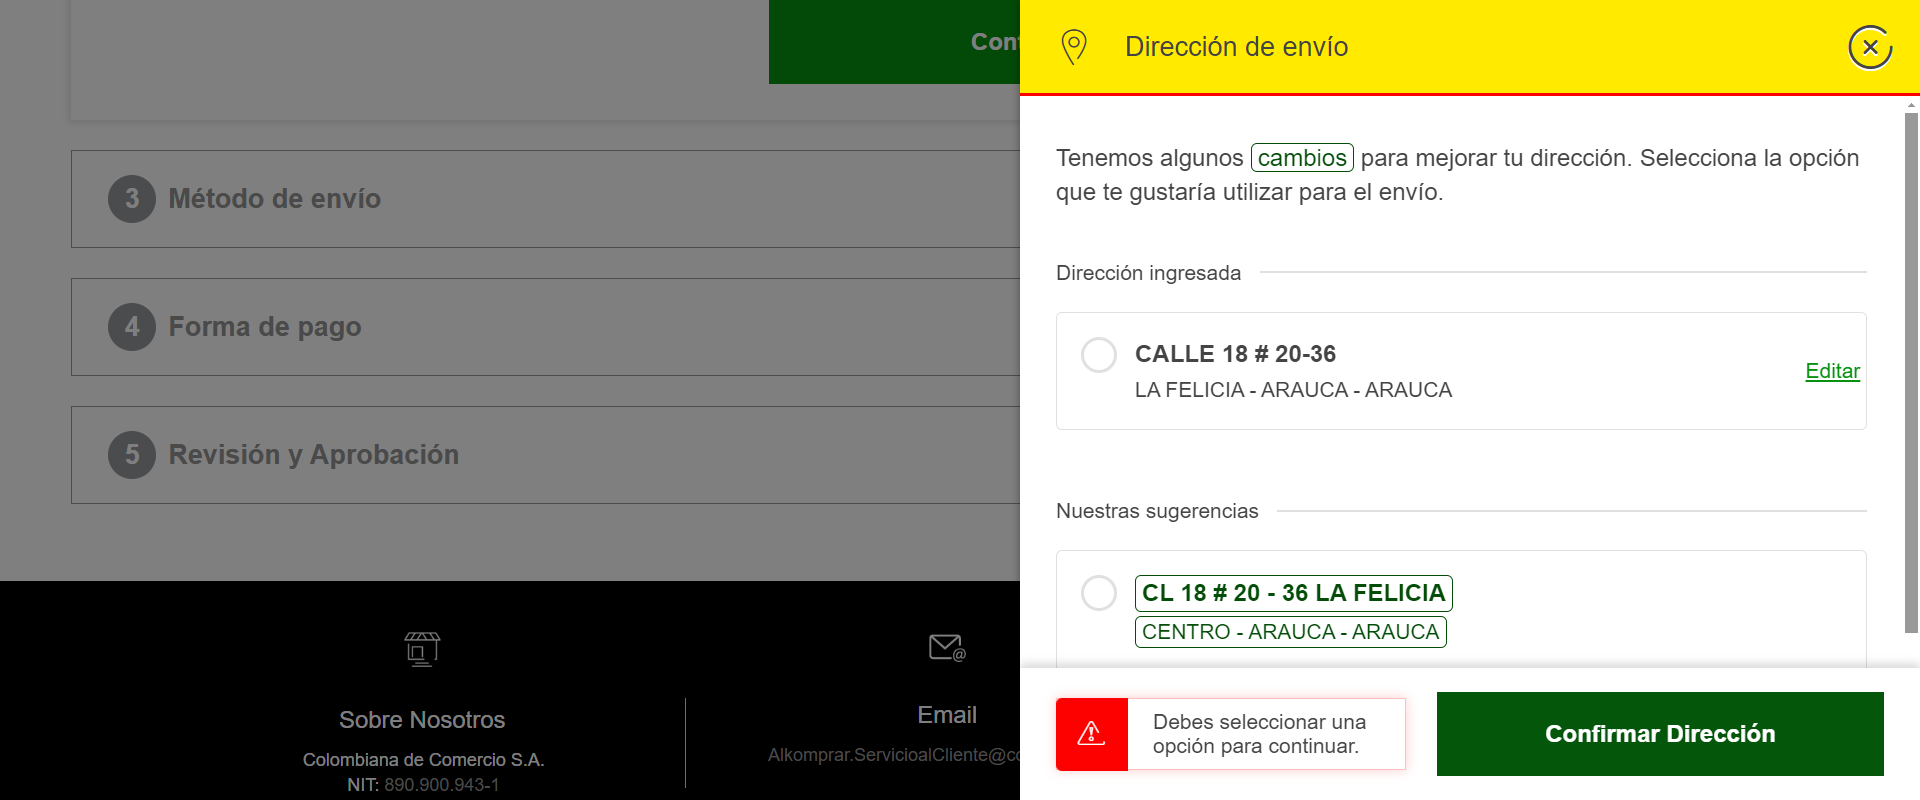 Dirección de envío
Tenemos algunos cambios para mejorar tu dirección. Selecciona la opción
que te gustaría utilizar para el envío.
Dirección ingresada
CALLE 18 # 20-36
LA FELICIA - ARAUCA - ARAUCA
Editar
Nuestras sugerencias
CL 18 # 20 - 36 LA FELICIA
CENTRO - ARAUCA - ARAUCA
Debes seleccionar una
opción para continuar.
Confirmar Dirección
3 Método de envío
4 Forma de pago
5 Revisión y Aprobación
Sobre Nosotros
Colombiana de Comercio S.A.
NIT: 890.900.943-1
Email